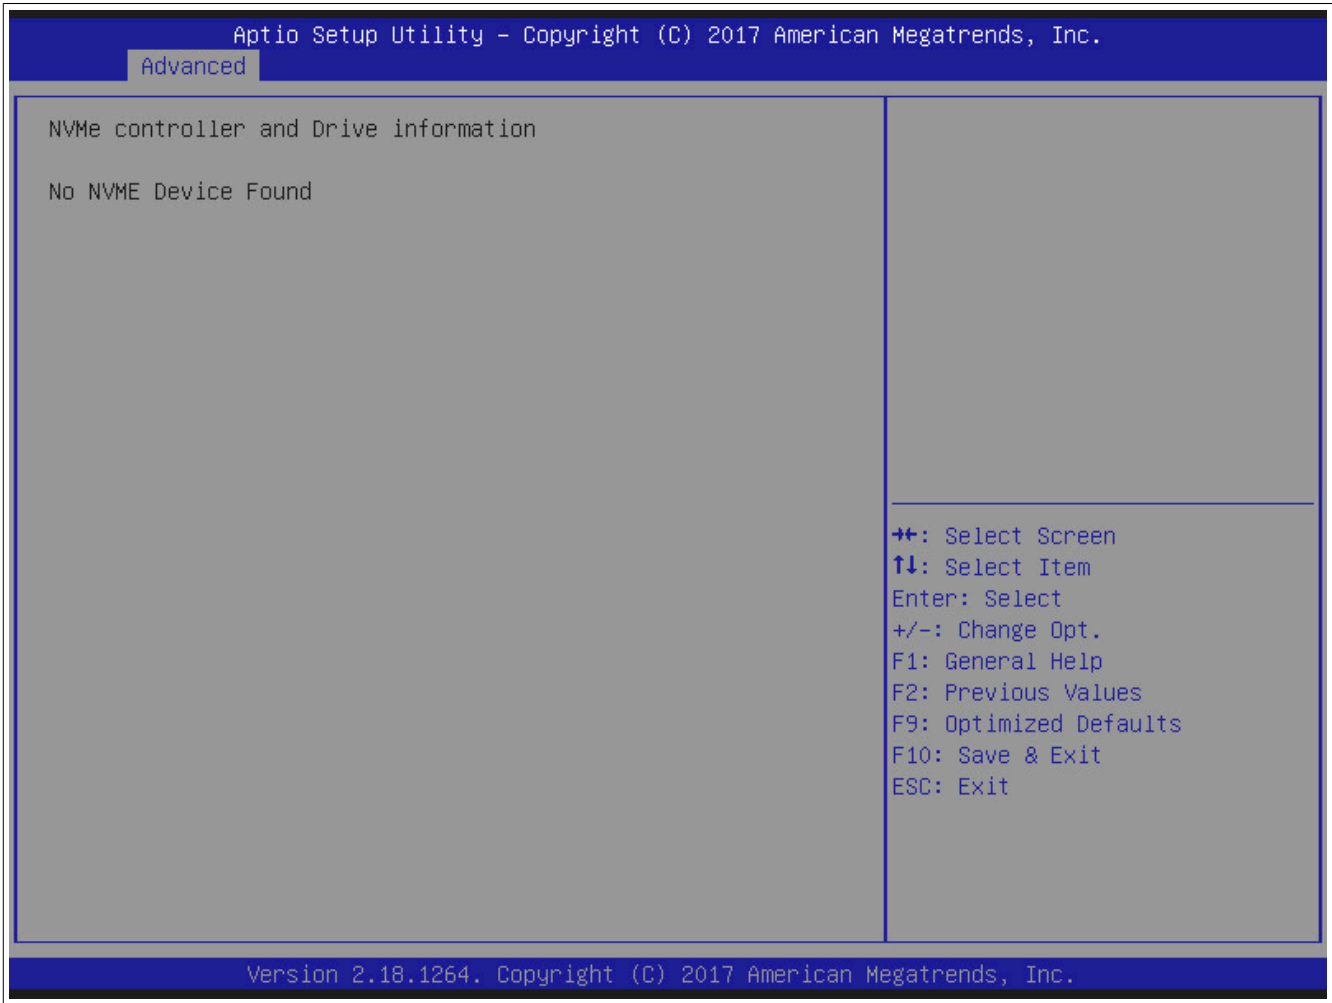 Aptio Setup Utility – Copyright (C) 2017 American Megatrends, Inc.
Advanced
NVMe controller and Drive information
No NVME Device Found
→←: Select Screen
↑↓: Select Item
Enter: Select
+/-: Change Opt.
F1: General Help
F2: Previous Values
F9: Optimized Defaults
F10: Save & Exit
ESC: Exit
Version 2.18.1264. Copyright (C) 2017 American Megatrends, Inc.